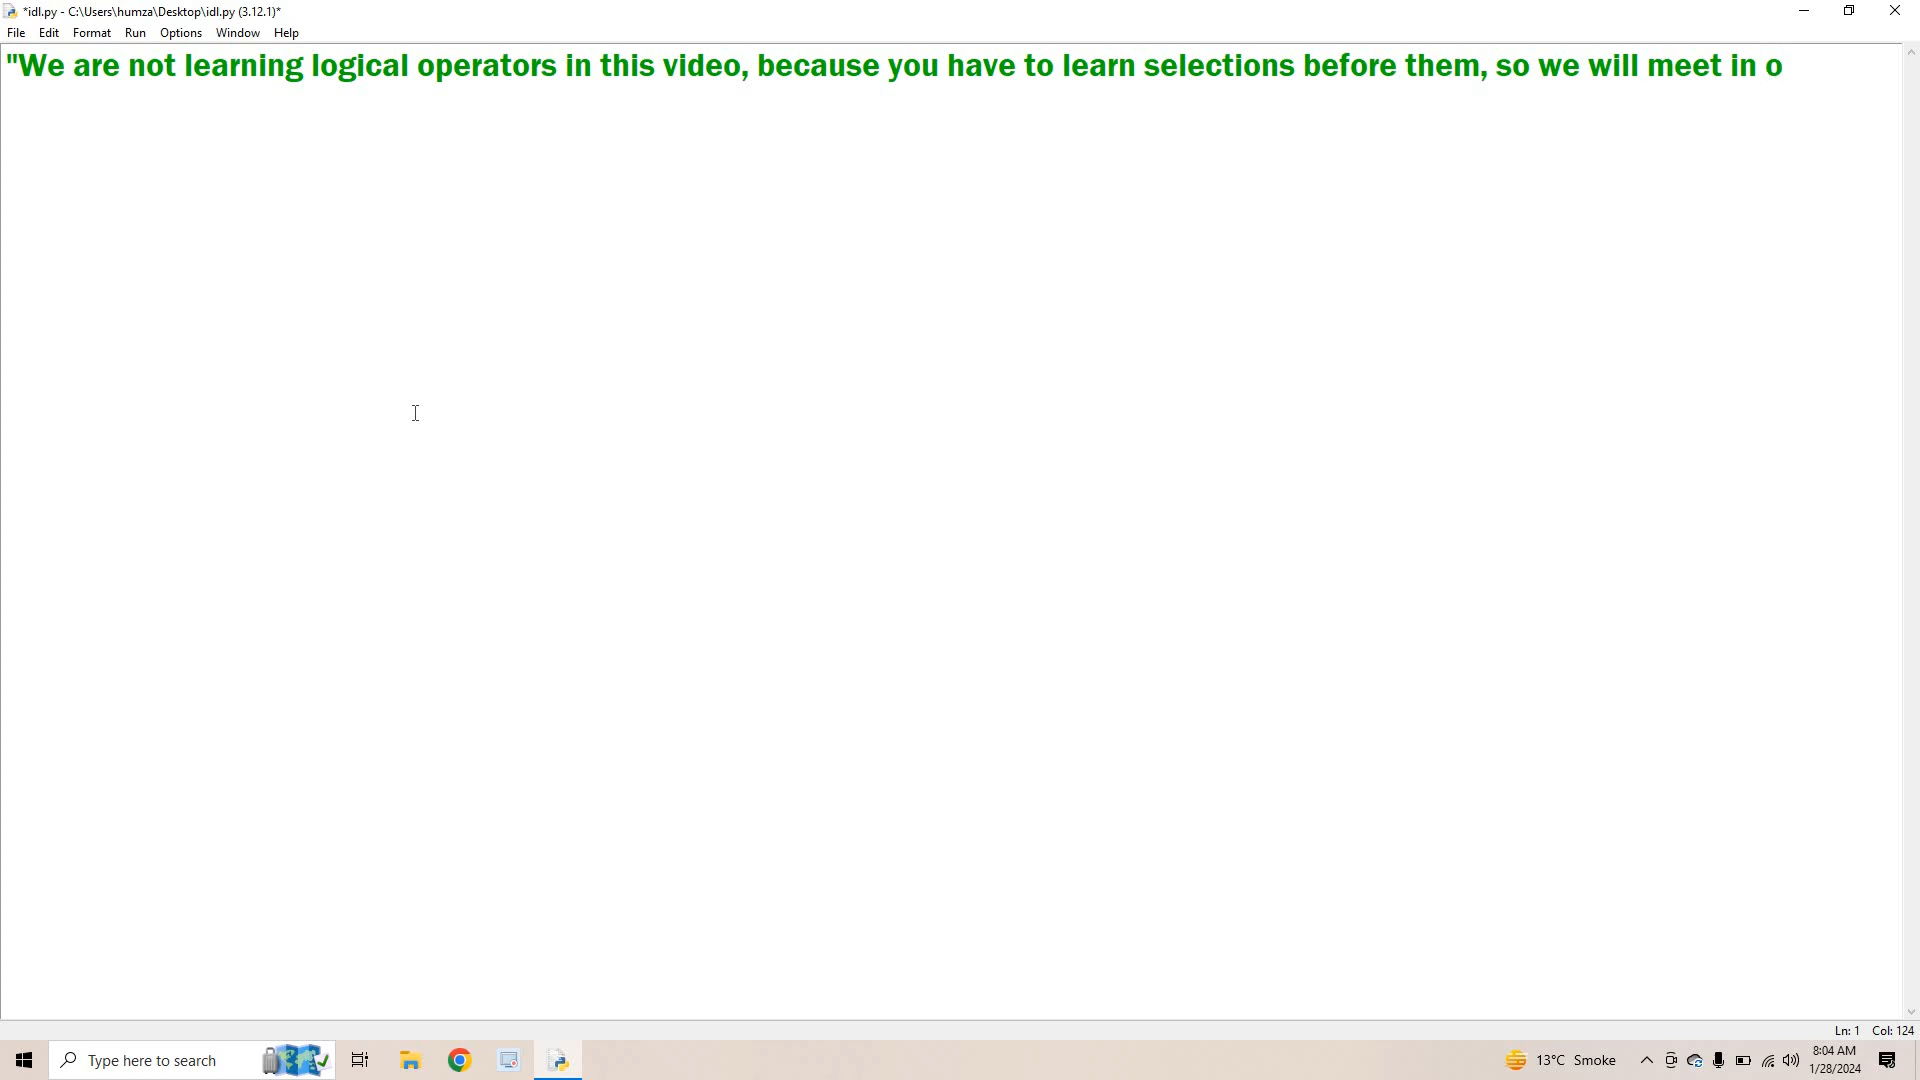 *idl.py - C:\Users\humza\Desktop\idl.py (3.12.1)*
File Edit Format Run Options Window Help
"We are not learning logical operators in this video, because you have to learn selections before them, so we will meet in o
Ln: 1 Col: 124
Type here to search
13°C Smoke
8:04 AM
1/28/2024